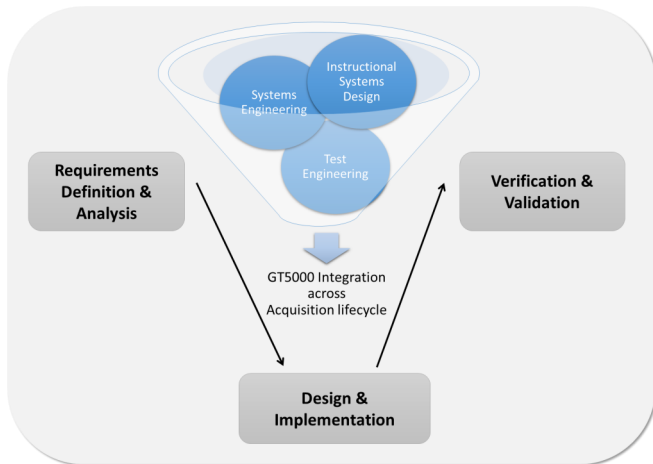 Instructional
Systems
Design
Systems
Engineering
Test
Engineering
Requirements
Definition &
Analysis
Verification &
Validation
GT5000 Integration
across
Acquisition lifecycle
Design &
Implementation